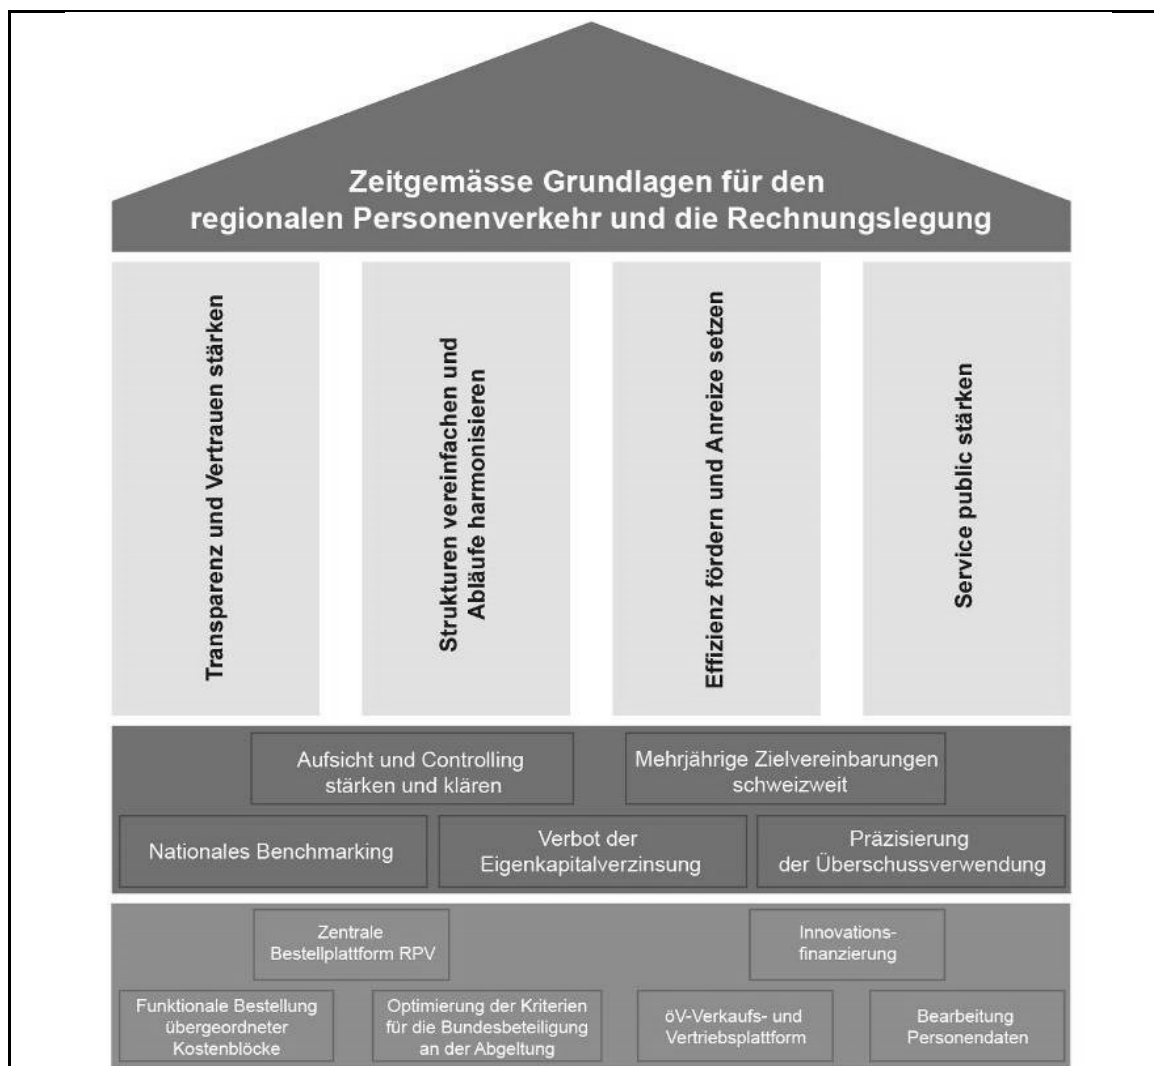 Zeitgemässe Grundlagen für den
regionalen Personenverkehr und die Rechnungslegung
Transparenz und Vertrauen stärken
Strukturen vereinfachen und
Abläufe harmonisieren
Effizienz fördern und Anreize setzen
Service public stärken
Aufsicht und Controlling
stärken und klären
Mehrjährige Zielvereinbarungen
schweizweit
Nationales Benchmarking
Verbot der
Eigenkapitalverzinsung
Präzisierung
der Überschussverwendung
Zentrale
Bestellplattform RPV
Innovations-
finanzierung
Funktionale Bestellung
übergeordneter
Kostenblöcke
Optimierung der Kriterien
für die Bundesbeteiligung
an der Abgeltung
öV-Verkaufs- und
Vertriebsplattform
Bearbeitung
Personendaten